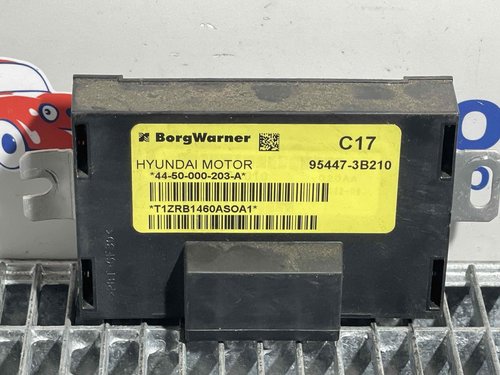 BorgWarner
C17
HYUNDAI MOTOR
95447-3B210
*44-50-000-203-A*
*T1ZRB1460ASOA1*